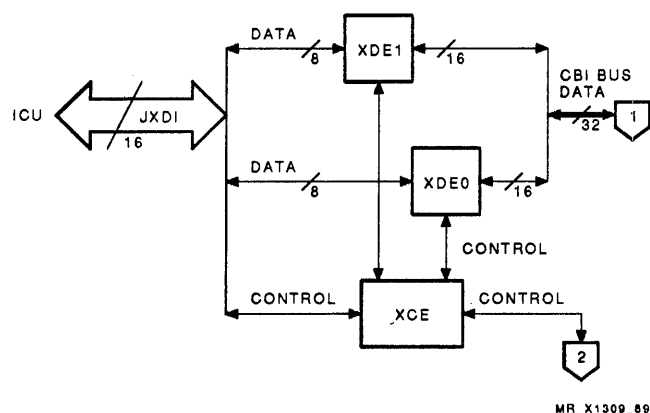 DATA
8
XDE1
16
CBI BUS
DATA
32
1
ICU
JXDI
16
DATA
8
XDE0
16
CONTROL
CONTROL
XCE
CONTROL
2
MR X1309 89